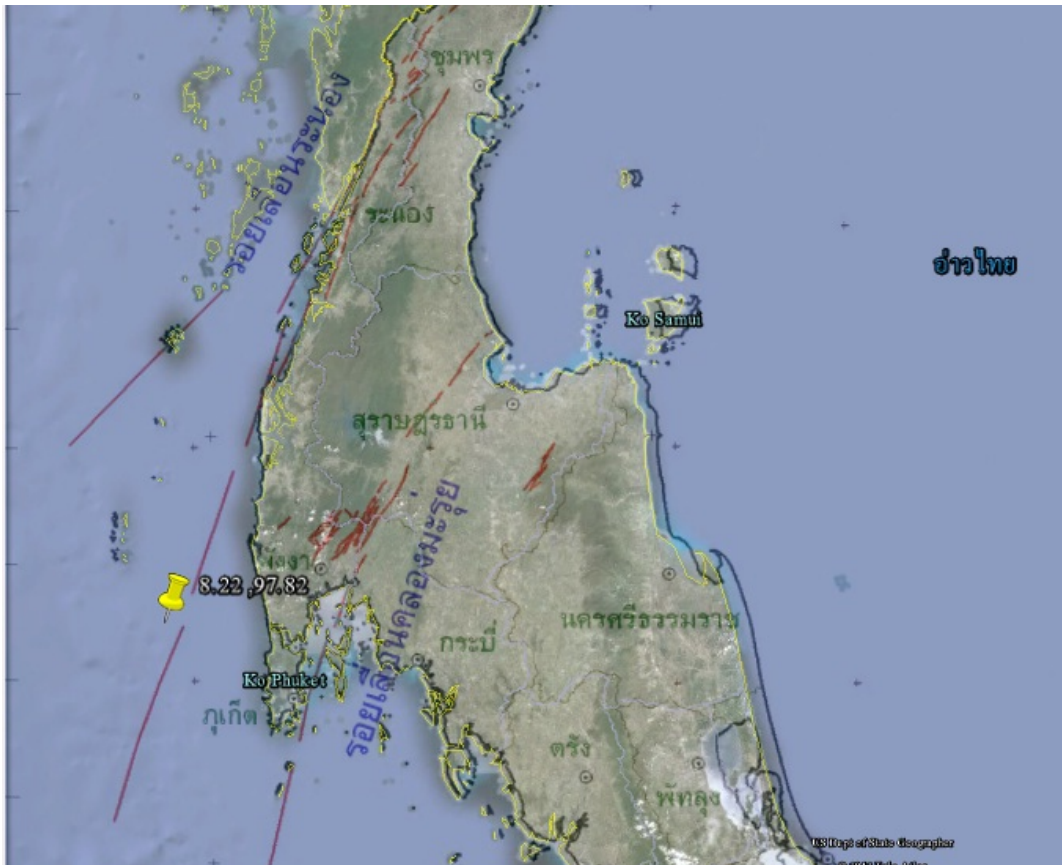 ชุมพร
รอยเลื่อนระนอง
ระนอง
อ่าวไทย
Ko Samui
สุราษฎรธานี
รอยเลื่อนคลองมะรุ่ย
พังงา
8.22 ,97.82
นครศรีธรรมราช
กระบี่
Ko Phuket
ภูเก็ต
ตรัง
พัทลุง
US Dept of State Geographer